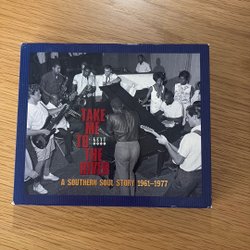 TAKE
ME
TO
THE
RIVER
A SOUTHERN SOUL STORY 1961-1977